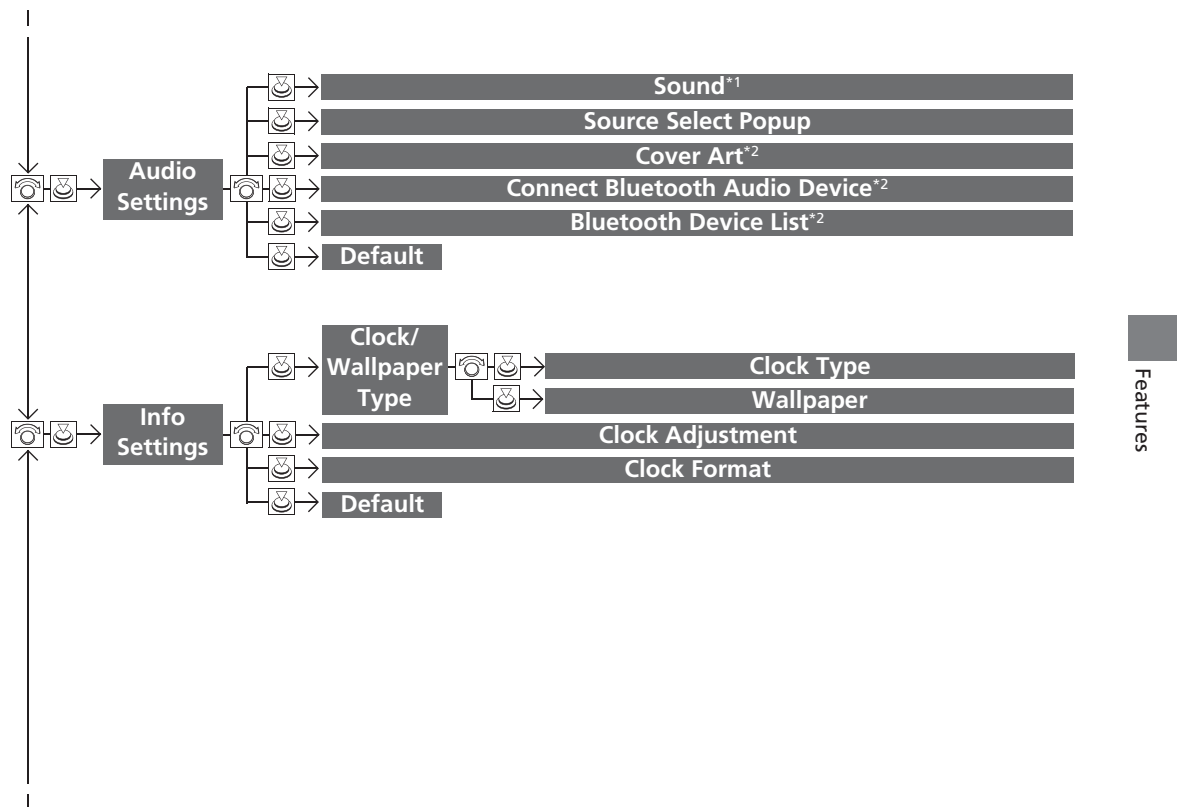 Sound*1
Source Select Popup
Cover Art*2
Audio
Settings
Connect Bluetooth Audio Device*2
Bluetooth Device List*2
Default
Clock/
Wallpaper
Type
Clock Type
Wallpaper
Info
Settings
Clock Adjustment
Clock Format
Default
Features